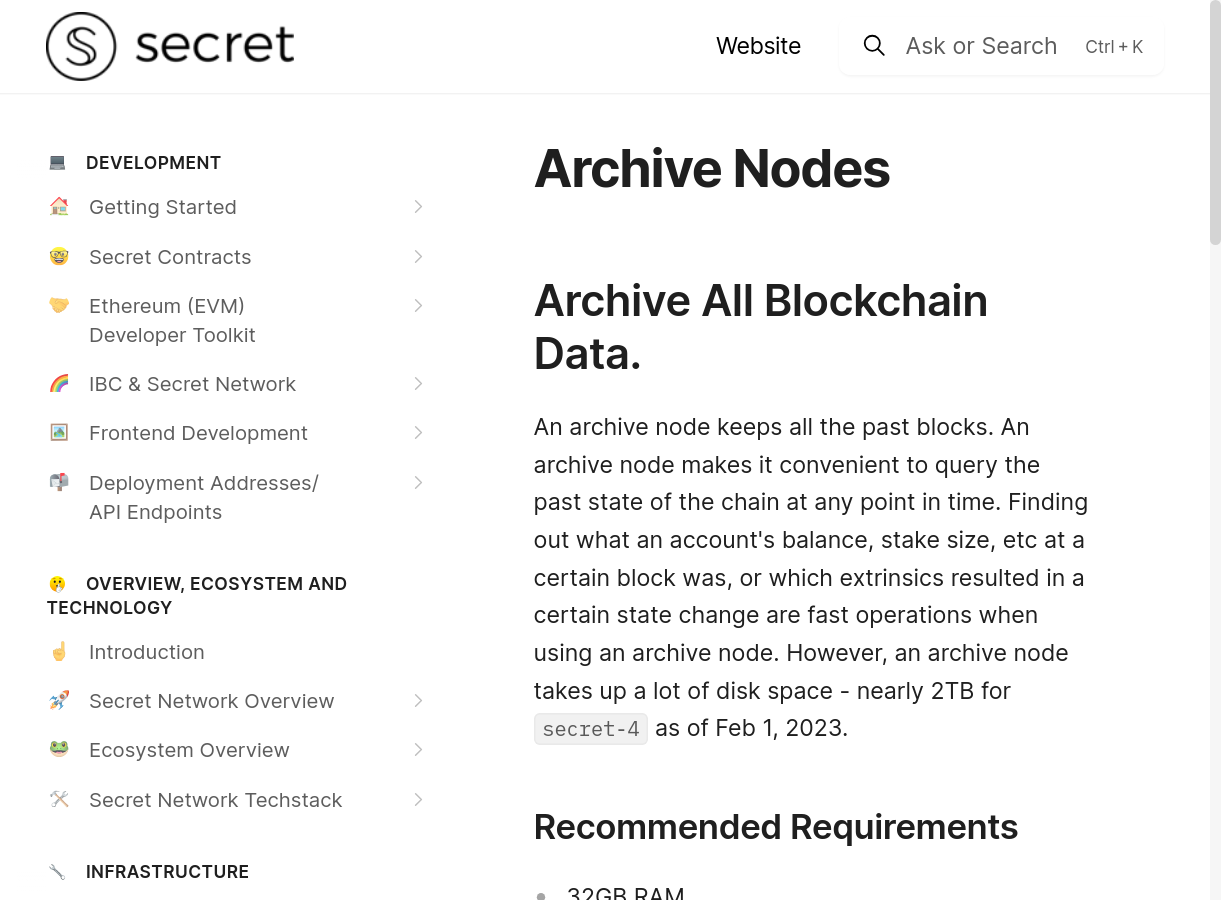 secret
Website
Ask or Search
Ctrl + K
DEVELOPMENT
Getting Started
Secret Contracts
Ethereum (EVM)
Developer Toolkit
IBC & Secret Network
Frontend Development
Deployment Addresses/
API Endpoints
OVERVIEW, ECOSYSTEM AND
TECHNOLOGY
Introduction
Secret Network Overview
Ecosystem Overview
Secret Network Techstack
INFRASTRUCTURE
Archive Nodes
Archive All Blockchain
Data.
An archive node keeps all the past blocks. An
archive node makes it convenient to query the
past state of the chain at any point in time. Finding
out what an account's balance, stake size, etc at a
certain block was, or which extrinsics resulted in a
certain state change are fast operations when
using an archive node. However, an archive node
takes up a lot of disk space - nearly 2TB for
secret-4 as of Feb 1, 2023.
Recommended Requirements
32GB RAM